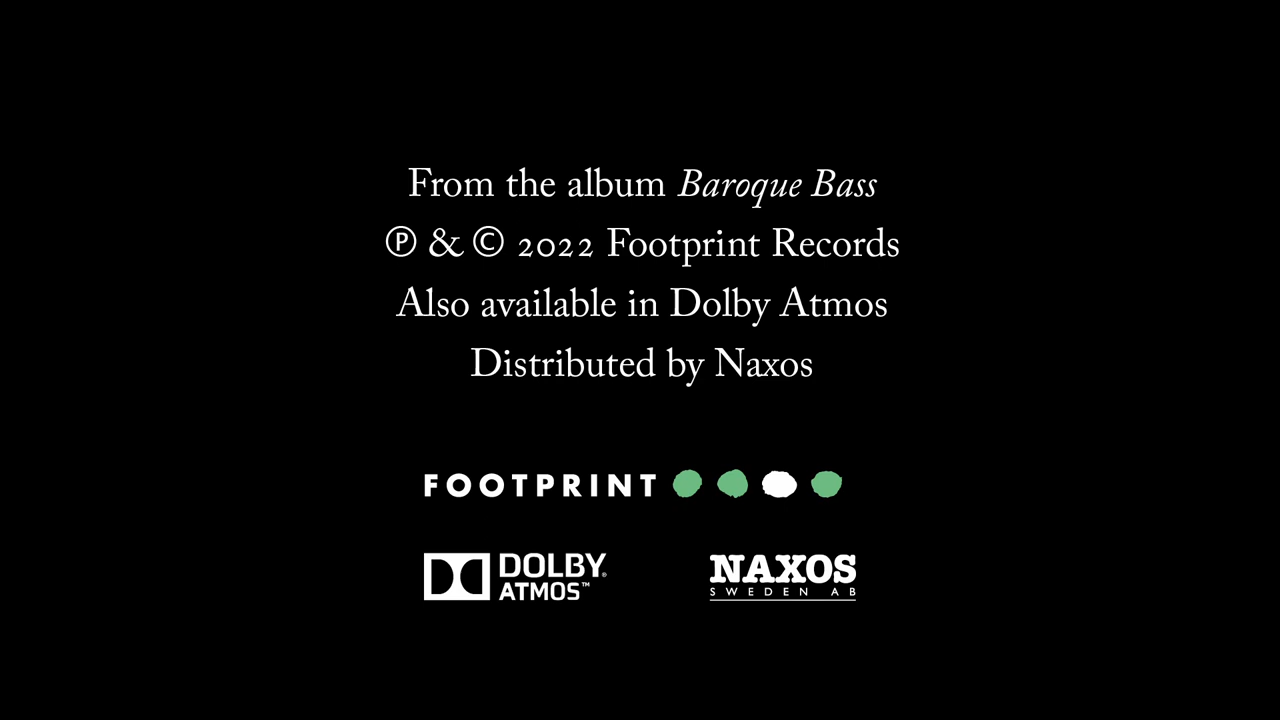 From the album Baroque Bass
℗ & © 2022 Footprint Records
Also available in Dolby Atmos
Distributed by Naxos
FOOTPRINT
DOLBY®
ATMOS™
NAXOS
SWEDEN AB